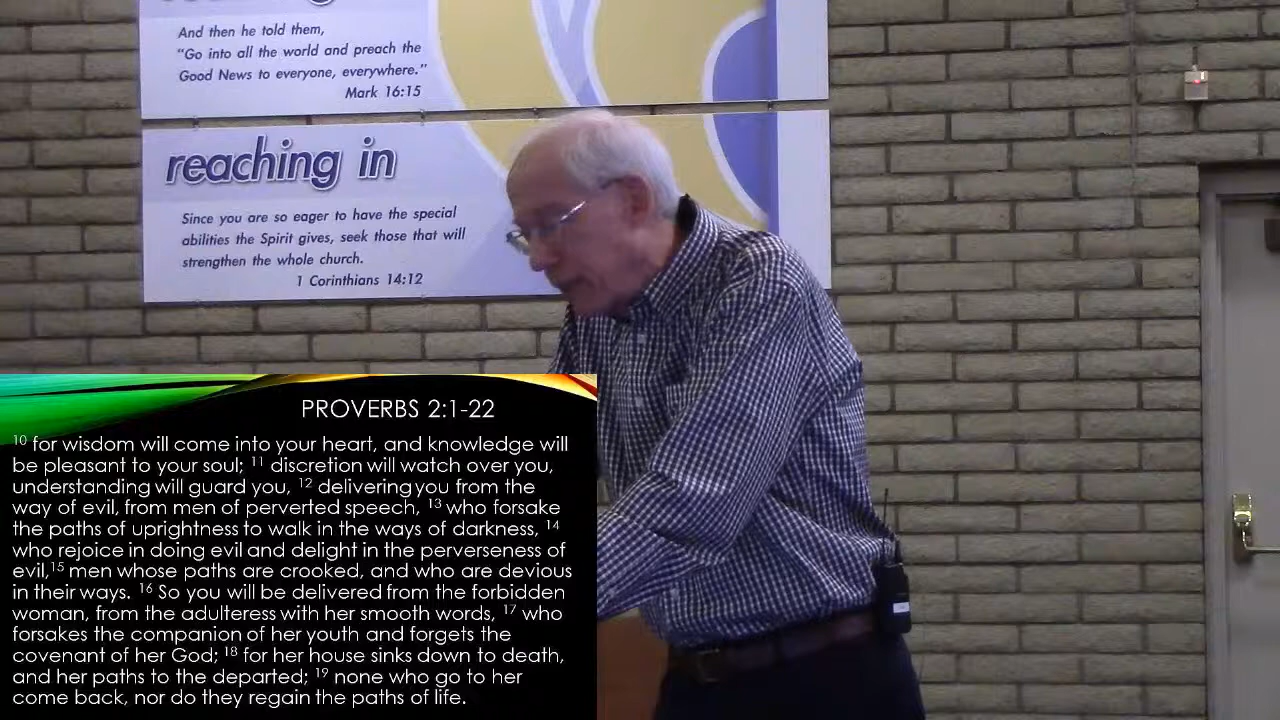 And then he told them,
"Go into all the world and preach the
Good News to everyone, everywhere."
Mark 16:15
reaching in
Since you are so eager to have the special
abilities the Spirit gives, seek those that will
strengthen the whole church.
1 Corinthians 14:12
PROVERBS 2:1-22
10 for wisdom will come into your heart, and knowledge will
be pleasant to your soul; 11 discretion will watch over you,
understanding will guard you, 12 delivering you from the
way of evil, from men of perverted speech, 13 who forsake
the paths of uprightness to walk in the ways of darkness, 14
who rejoice in doing evil and delight in the perverseness of
evil,15 men whose paths are crooked, and who are devious
in their ways. 16 So you will be delivered from the forbidden
woman, from the adulteress with her smooth words, 17 who
forsakes the companion of her youth and forgets the
covenant of her God; 18 for her house sinks down to death,
and her paths to the departed; 19 none who go to her
come back, nor do they regain the paths of life.